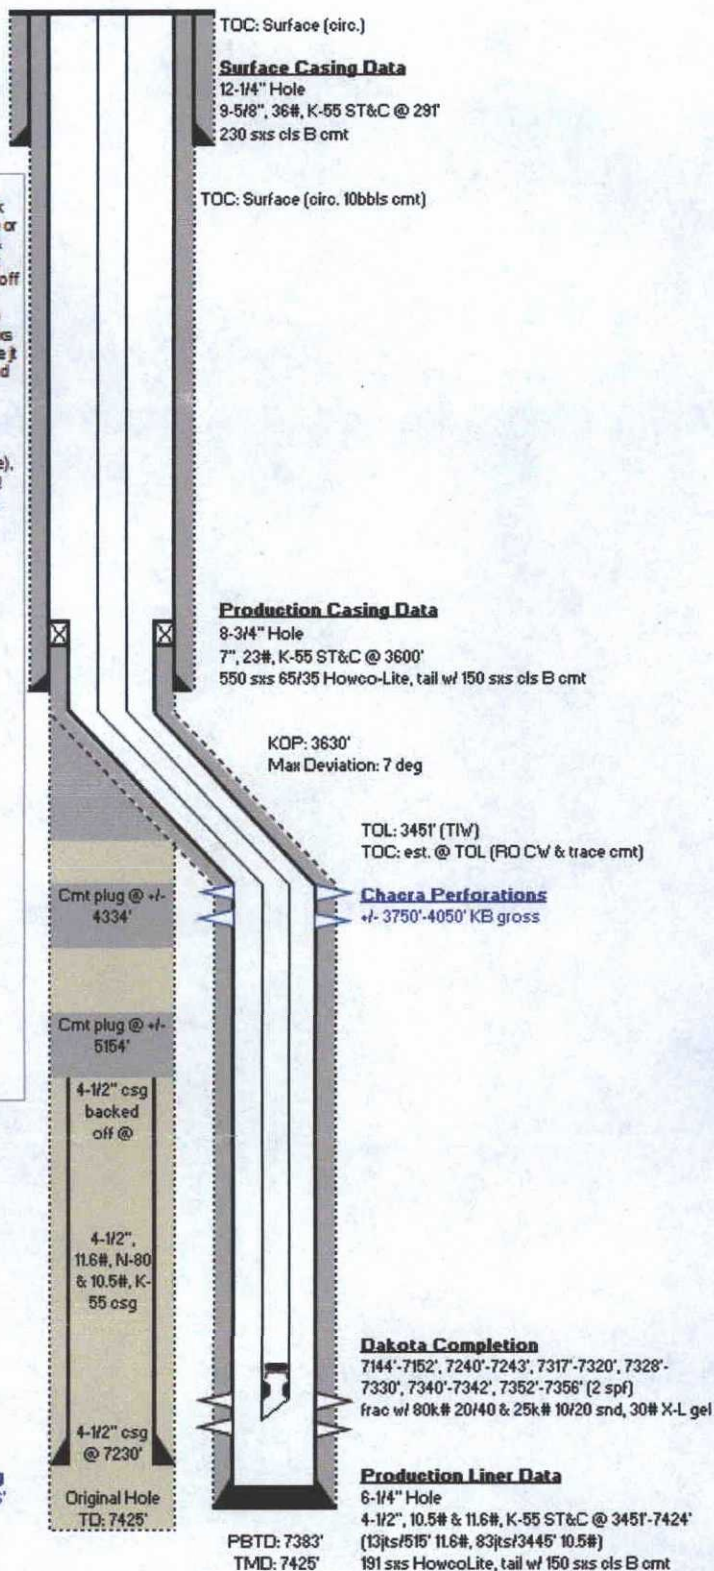 TOC: Surface (circ.)
Surface Casing Data
12-1/4" Hole
9-5/8", 36#, K-55 ST&C @ 291'
230 sxs cls B cmt
TOC: Surface (circ. 10bbls cmt)
or
off
Production Casing Data
8-3/4" Hole
7", 23#, K-55 ST&C @ 3600'
550 sxs 65/35 Howco-Lite, tail w/ 150 sxs cls B cmt
KOP: 3630'
Max Deviation: 7 deg
TOL: 3451' (TIW)
TOC: est. @ TOL (RO CW & trace cmt)
Chacra Perforations
+/- 3750'-4050' KB gross
Cmt plug @ +/-
4334'
Cmt plug @ +/-
5154'
4-1/2" csg
backed
off @
4-1/2",
11.6#, N-80
& 10.5#, K-
55 csg
4-1/2" csg
@ 7230'
Original Hole
TD: 7425'
Dakota Completion
7144'-7152', 7240'-7243', 7317'-7320', 7328'-
7330', 7340'-7342', 7352'-7356' (2 spf)
frac w/ 80k# 20/40 & 25k# 10/20 snd, 30# X-L gel
Production Liner Data
6-1/4" Hole
4-1/2", 10.5# & 11.6#, K-55 ST&C @ 3451'-7424'
(13jts/515' 11.6#, 83jts/3445' 10.5#)
191 sxs HowcoLite, tail w/ 150 sxs cls B cmt
PBTD: 7383'
TMD: 7425'